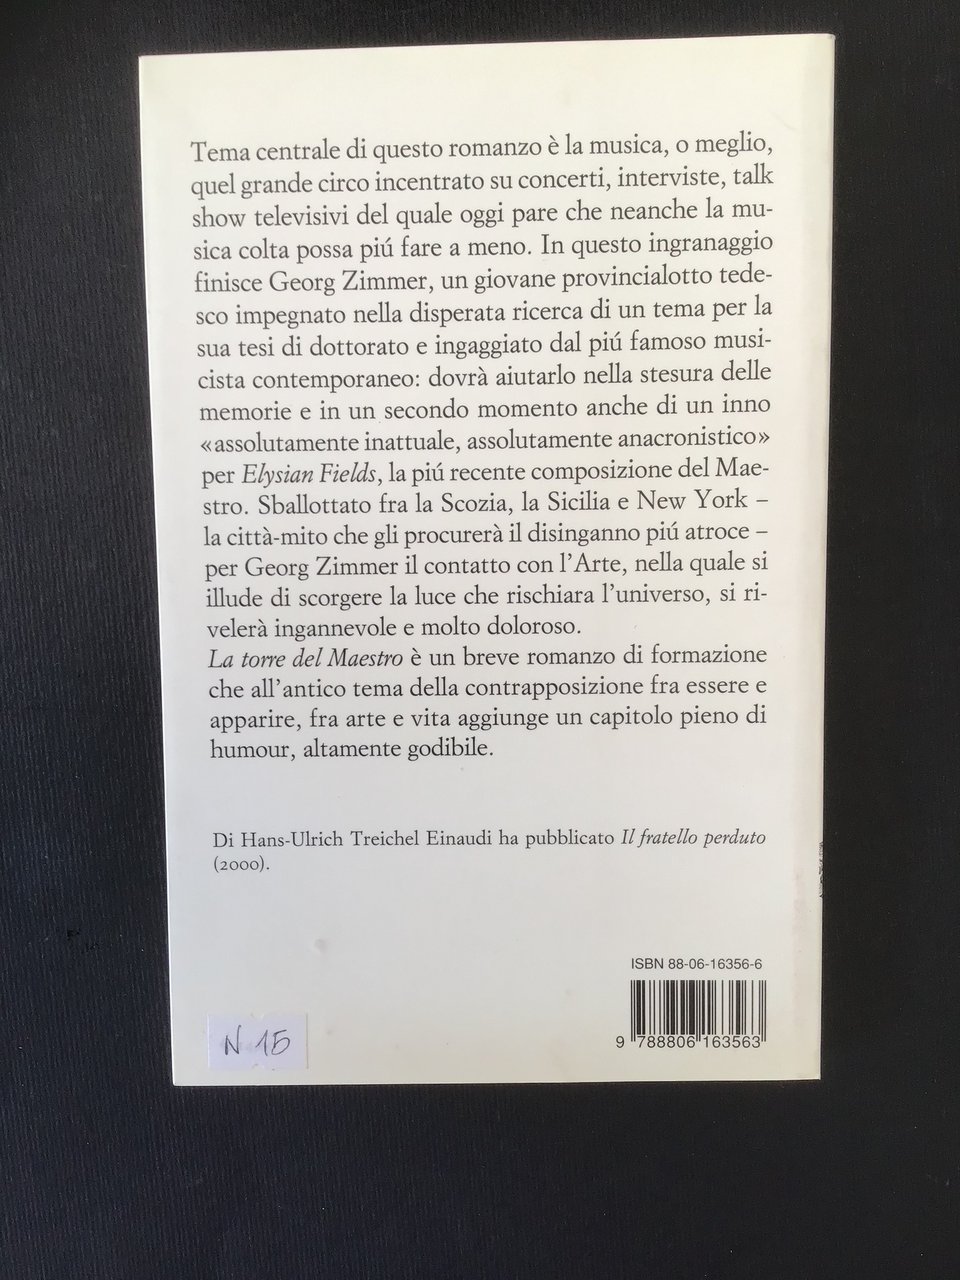 Tema centrale di questo romanzo è la musica, o meglio,
quel grande circo incentrato su concerti, interviste, talk
show televisivi del quale oggi pare che neanche la mu-
sica colta possa piú fare a meno. In questo ingranaggio
finisce Georg Zimmer, un giovane provincialotto tede-
sco impegnato nella disperata ricerca di un tema per la
sua tesi di dottorato e ingaggiato dal piú famoso musi-
cista contemporaneo: dovrà aiutarlo nella stesura delle
memorie e in un secondo momento anche di un inno
«assolutamente inattuale, assolutamente anacronistico»
per Elysian Fields, la piú recente composizione del Mae-
stro. Sballottato fra la Scozia, la Sicilia e New York –
la città-mito che gli procurerà il disinganno piú atroce –
per Georg Zimmer il contatto con l'Arte, nella quale si
illude di scorgere la luce che rischiara l'universo, si ri-
velerà ingannevole e molto doloroso.
La torre del Maestro è un breve romanzo di formazione
che all'antico tema della contrapposizione fra essere e
apparire, fra arte e vita aggiunge un capitolo pieno di
humour, altamente godibile.
Di Hans-Ulrich Treichel Einaudi ha pubblicato Il fratello perduto
(2000).
ISBN 88-06-16356-6
9 788806 163563
N 15